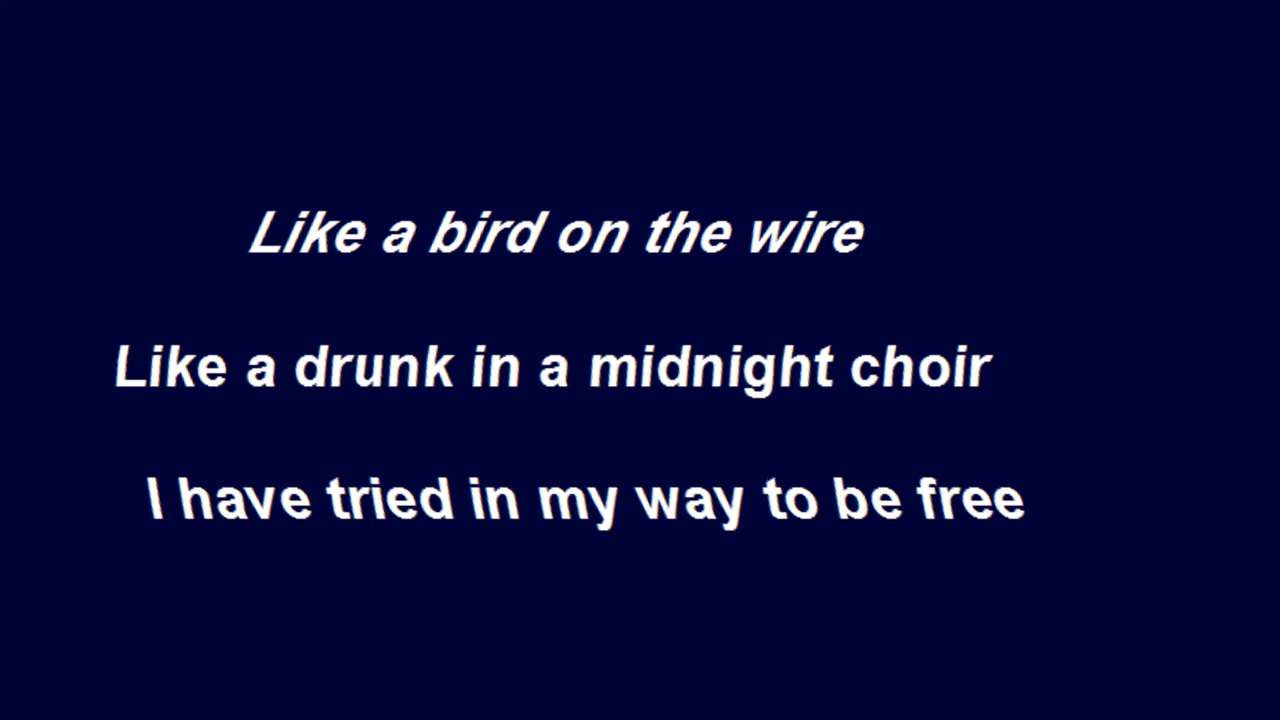 Like a bird on the wire
Like a drunk in a midnight choir
I have tried in my way to be free